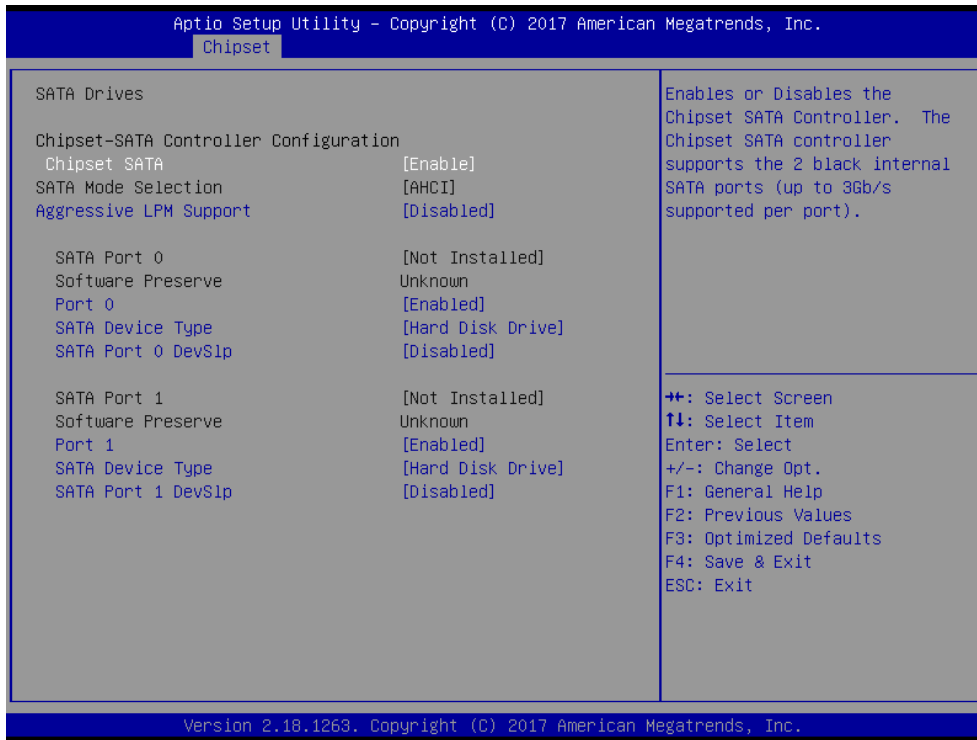 Aptio Setup Utility – Copyright (C) 2017 American Megatrends, Inc.
Chipset
SATA Drives
Chipset-SATA Controller Configuration
Chipset SATA [Enable]
SATA Mode Selection [AHCI]
Aggressive LPM Support [Disabled]
SATA Port 0 [Not Installed]
Software Preserve Unknown
Port 0 [Enabled]
SATA Device Type [Hard Disk Drive]
SATA Port 0 DevSlp [Disabled]
SATA Port 1 [Not Installed]
Software Preserve Unknown
Port 1 [Enabled]
SATA Device Type [Hard Disk Drive]
SATA Port 1 DevSlp [Disabled]
Enables or Disables the
Chipset SATA Controller. The
Chipset SATA controller
supports the 2 black internal
SATA ports (up to 3Gb/s
supported per port).
→←: Select Screen
↑↓: Select Item
Enter: Select
+/-: Change Opt.
F1: General Help
F2: Previous Values
F3: Optimized Defaults
F4: Save & Exit
ESC: Exit
Version 2.18.1263. Copyright (C) 2017 American Megatrends, Inc.